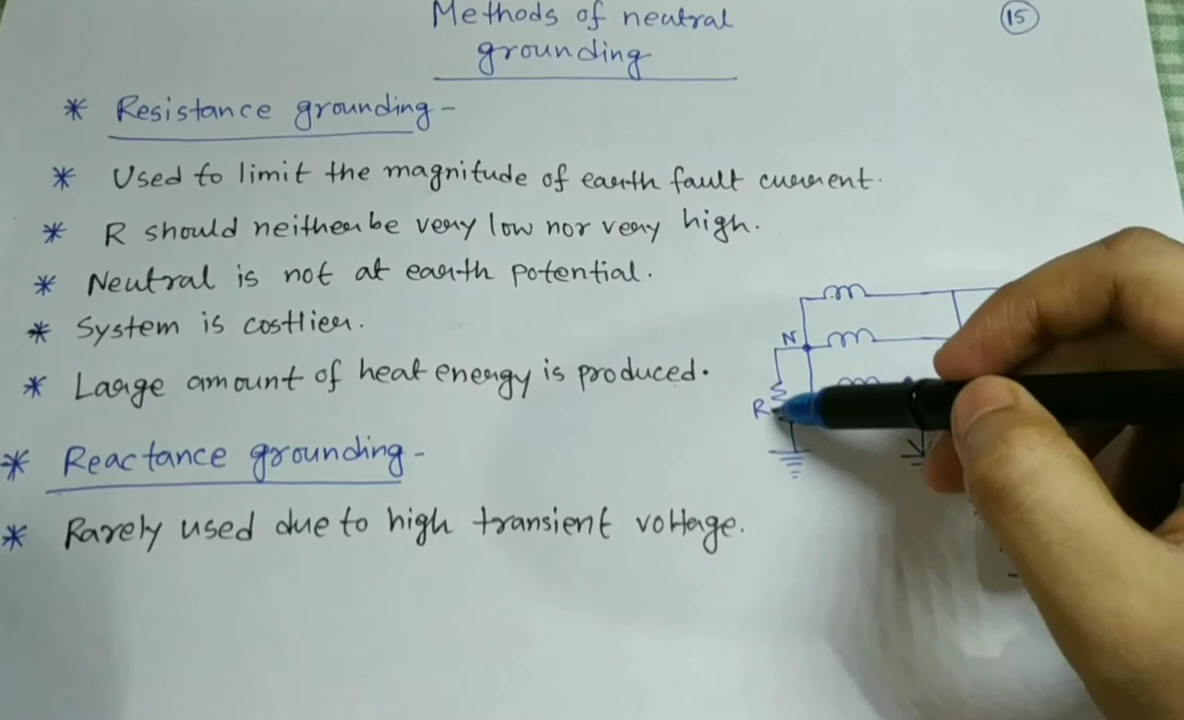 Methods of neutral
grounding
15
* Resistance grounding -
* Used to limit the magnitude of earth fault current.
* R should neither be very low nor very high.
* Neutral is not at earth potential.
* System is costlier.
* Large amount of heat energy is produced.
N
R
* Reactance grounding -
* Rarely used due to high transient voltage.